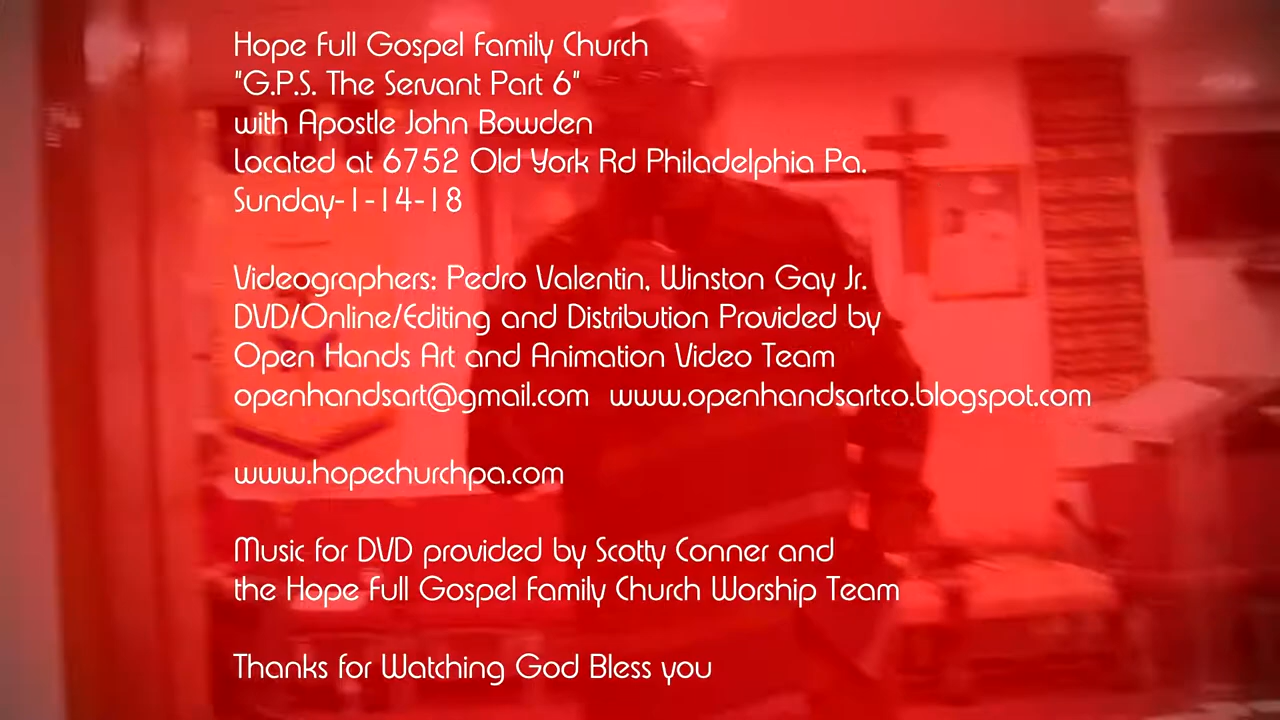 Hope Full Gospel Family Church
"G.P.S. The Servant Part 6"
with Apostle John Bowden
Located at 6752 Old York Rd Philadelphia Pa.
Sunday-1-14-18
Videographers: Pedro Valentin, Winston Gay Jr.
DVD/Online/Editing and Distribution Provided by
Open Hands Art and Animation Video Team
openhandsart@gmail.com www.openhandsartco.blogspot.com
www.hopechurchpa.com
Music for DVD provided by Scotty Conner and
the Hope Full Gospel Family Church Worship Team
Thanks for Watching God Bless you